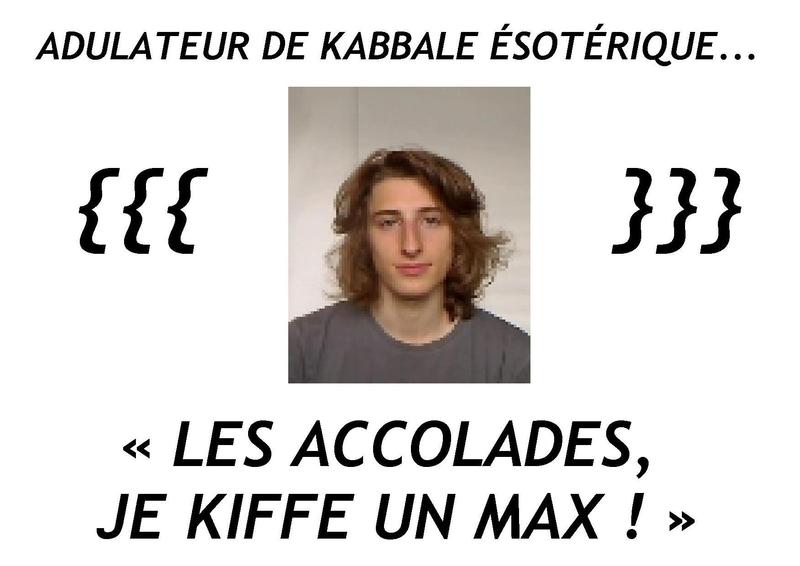 ADULATEUR DE KABBALE ÉSOTÉRIQUE...
{{{ }}}
« LES ACCOLADES,
JE KIFFE UN MAX ! »